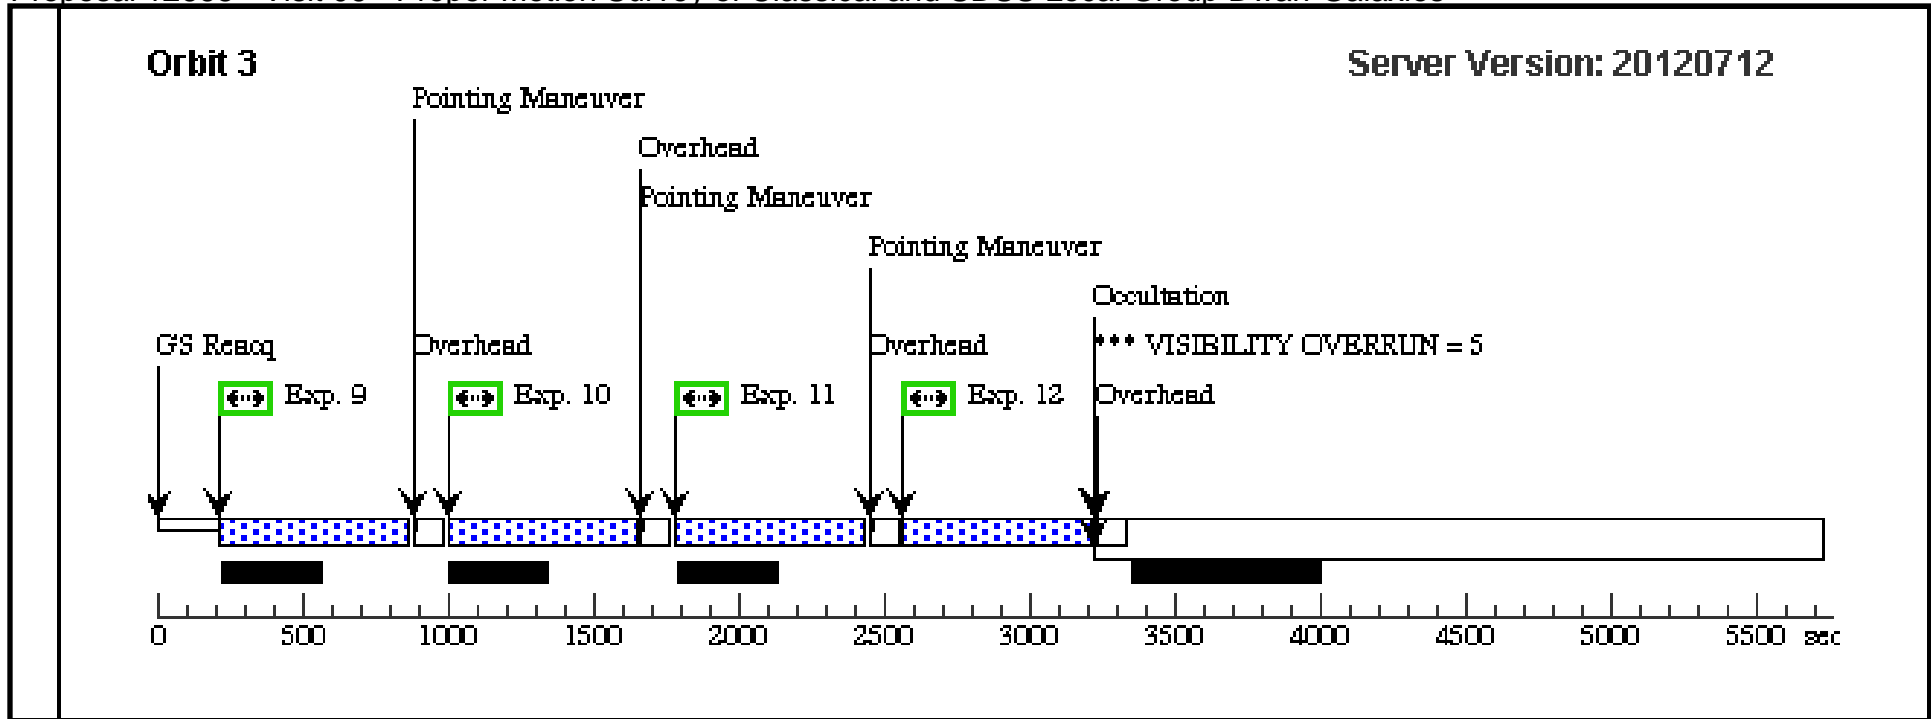 Orbit 3
Server Version: 20120712
Pointing Maneuver
Overhead
Pointing Maneuver
Pointing Maneuver
Occultation
GS Reacq
Overhead
Overhead
*** VISIBILITY OVERRUN = 5
Exp. 9
Exp. 10
Exp. 11
Exp. 12
Overhead
0 500 1000 1500 2000 2500 3000 3500 4000 4500 5000 5500 sec